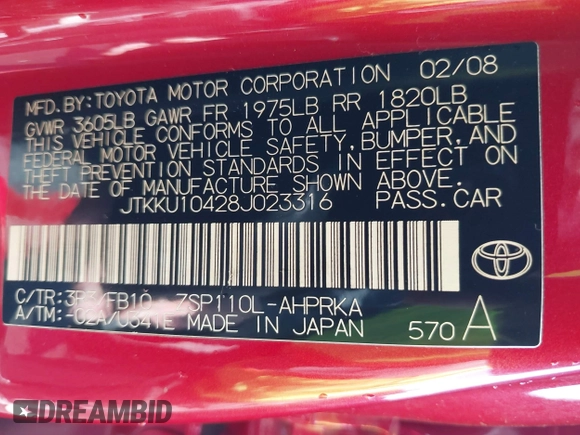 MFD.BY:TOYOTA MOTOR CORPORATION 02/08
GVWR 3605LB GAWR FR 1975LB RR 1820LB
THIS VEHICLE CONFORMS TO ALL APPLICABLE
FEDERAL MOTOR VEHICLE SAFETY,BUMPER,AND
THEFT PREVENTION STANDARDS IN EFFECT ON
THE DATE OF MANUFACTURE SHOWN ABOVE.
JTKKU10428J023316 PASS.CAR
C/TR: ZSP110L-AHPRKA
A/TM: MADE IN JAPAN 570 A
DREAMBID